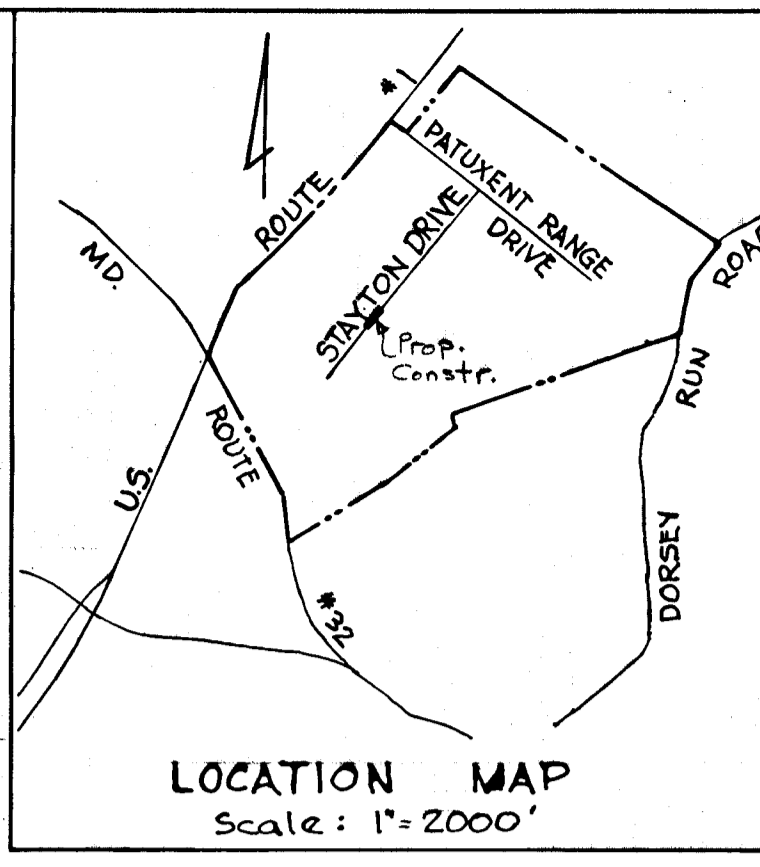 #1
PATUXENT RANGE
DRIVE
ROUTE
STAYTON DRIVE
MD.
ROAD
Prop.
Constr.
RUN
ROUTE
U.S.
DORSEY
#32
LOCATION MAP
Scale: 1"=2000'